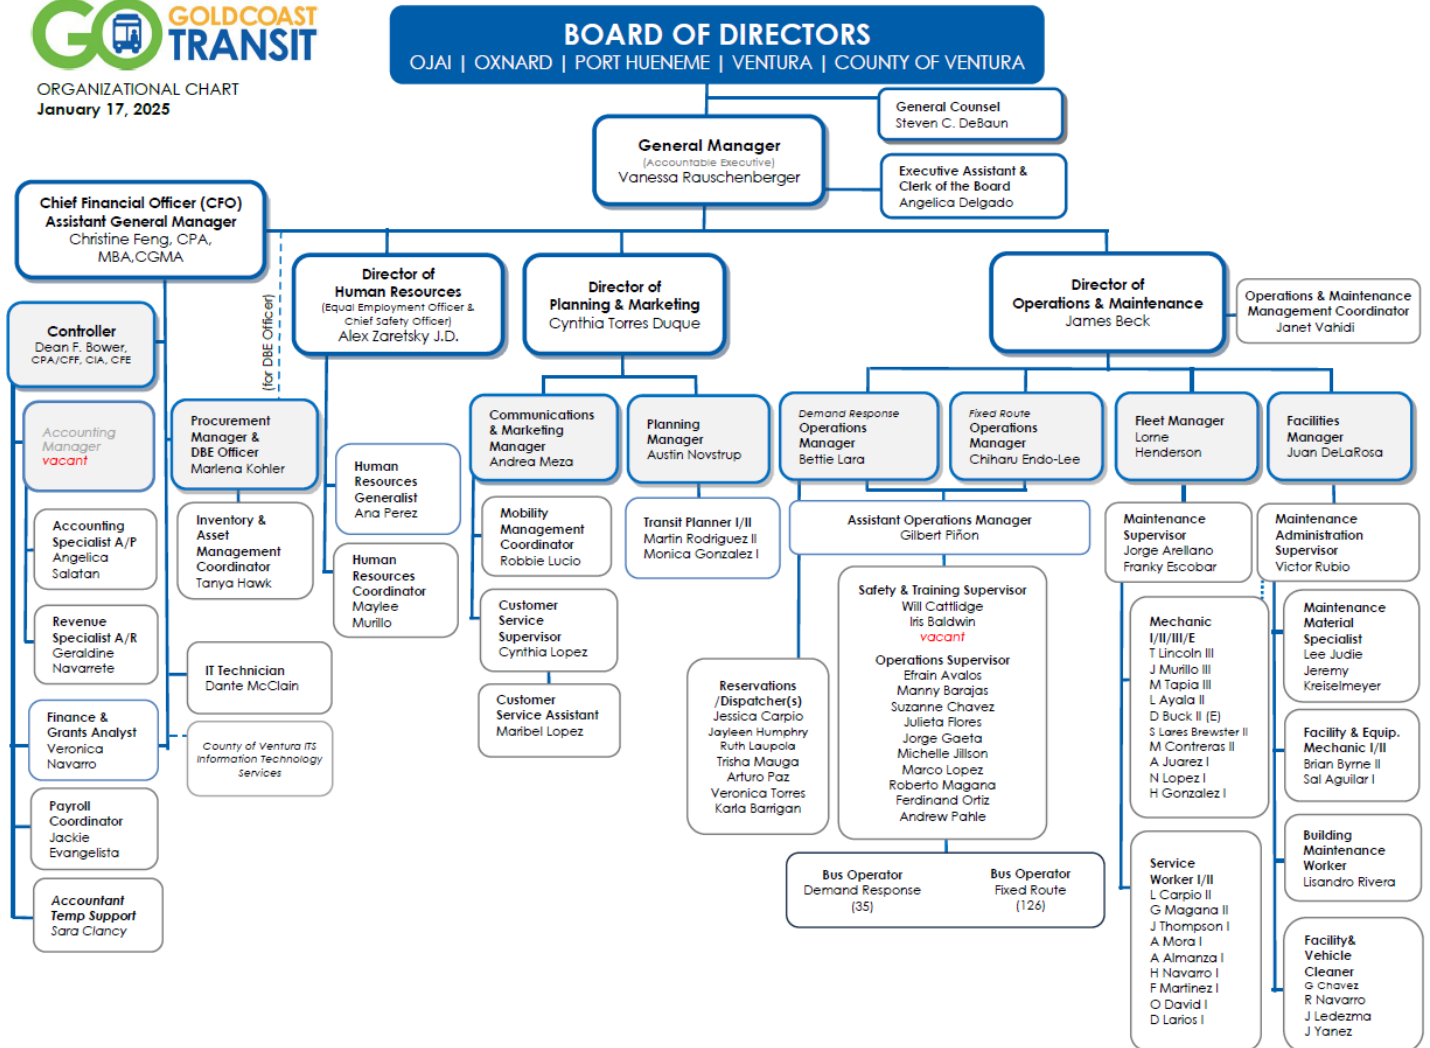 GO GOLDCOAST
TRANSIT
ORGANIZATIONAL CHART
January 17, 2025
BOARD OF DIRECTORS
OJAI | OXNARD | PORT HUENEME | VENTURA | COUNTY OF VENTURA
General Counsel
Steven C. DeBaun
General Manager
(Accountable Executive)
Vanessa Rauschenberger
Executive Assistant &
Clerk of the Board
Angelica Delgado
Chief Financial Officer (CFO)
Assistant General Manager
Christine Feng, CPA,
MBA,CGMA
Director of
Human Resources
(Equal Employment Officer &
Chief Safety Officer)
Alex Zaretsky J.D.
Director of
Planning & Marketing
Cynthia Torres Duque
Director of
Operations & Maintenance
James Beck
Operations & Maintenance
Management Coordinator
Janet Vahidi
Controller
Dean F. Bower,
CPA/CFF, CIA, CFE
(for DBE Officer)
Accounting
Manager
vacant
Procurement
Manager &
DBE Officer
Marlena Kohler
Human
Resources
Generalist
Ana Perez
Communications
& Marketing
Manager
Andrea Meza
Planning
Manager
Austin Novstrup
Demand Response
Operations
Manager
Bettie Lara
Fixed Route
Operations
Manager
Chiharu Endo-Lee
Fleet Manager
Lorne
Henderson
Facilities
Manager
Juan DeLaRosa
Accounting
Specialist A/P
Angelica
Salatan
Inventory &
Asset
Management
Coordinator
Tanya Hawk
Human
Resources
Coordinator
Maylee
Murillo
Mobility
Management
Coordinator
Robbie Lucio
Transit Planner I/II
Martin Rodriguez II
Monica Gonzalez I
Assistant Operations Manager
Gilbert Piñon
Maintenance
Supervisor
Jorge Arellano
Franky Escobar
Maintenance
Administration
Supervisor
Victor Rubio
Revenue
Specialist A/R
Geraldine
Navarrete
IT Technician
Dante McClain
Customer
Service
Supervisor
Cynthia Lopez
Safety & Training Supervisor
Will Cattlidge
Iris Baldwin
vacant
Operations Supervisor
Efrain Avalos
Manny Barajas
Suzanne Chavez
Julieta Flores
Jorge Gaeta
Michelle Jillson
Marco Lopez
Roberto Magana
Ferdinand Ortiz
Andrew Pahle
Mechanic
I/II/III/E
T Lincoln III
J Murillo III
M Tapia III
L Ayala II
D Buck II (E)
S Lares Brewster II
M Contreras II
A Juarez I
N Lopez I
H Gonzalez I
Maintenance
Material
Specialist
Lee Judie
Jeremy
Kreiselmeyer
Finance &
Grants Analyst
Veronica
Navarro
County of Ventura ITS
Information Technology
Services
Customer
Service Assistant
Maribel Lopez
Reservations
/Dispatcher(s)
Jessica Carpio
Jayleen Humphry
Ruth Laupola
Trisha Mauga
Arturo Paz
Veronica Torres
Karla Barrigan
Facility & Equip.
Mechanic I/II
Brian Byrne II
Sal Aguilar I
Payroll
Coordinator
Jackie
Evangelista
Building
Maintenance
Worker
Lisandro Rivera
Accountant
Temp Support
Sara Clancy
Bus Operator
Demand Response
(35)
Bus Operator
Fixed Route
(126)
Service
Worker I/II
L Carpio II
G Magana II
J Thompson I
A Mora I
A Almanza I
H Navarro I
F Martinez I
O David I
D Larios I
Facility&
Vehicle
Cleaner
G Chavez
R Navarro
J Ledezma
J Yanez